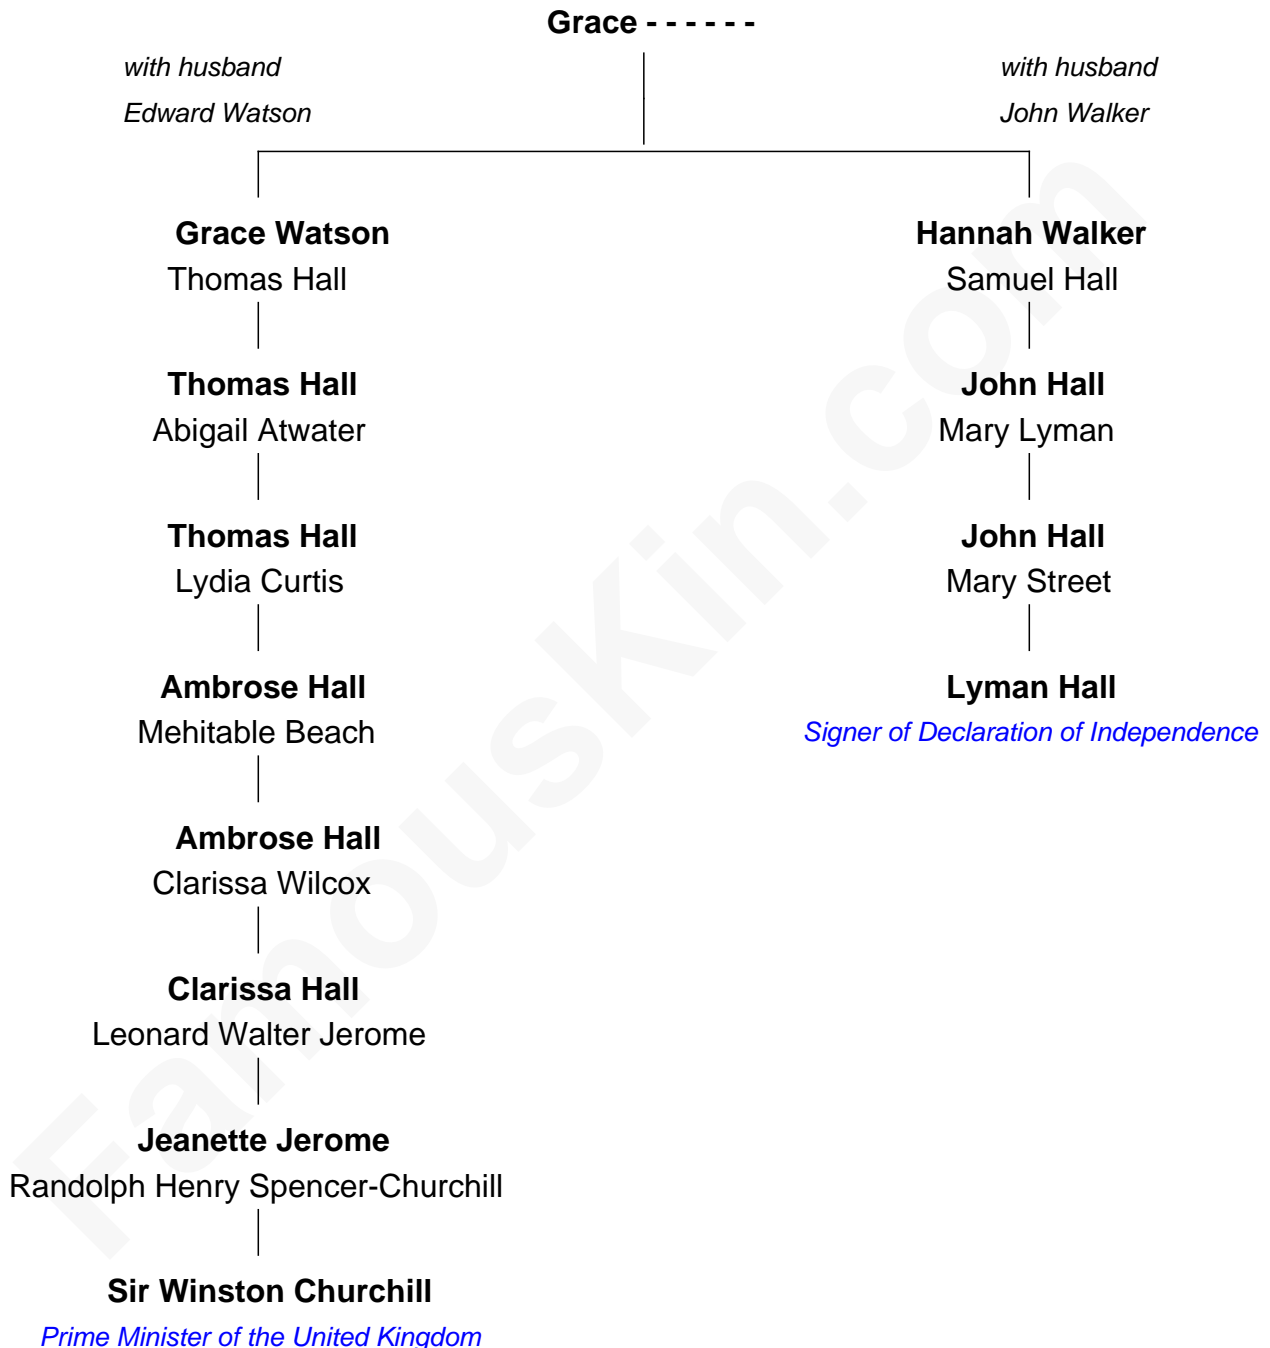 Grace - - - - - -
with husband
Edward Watson
with husband
John Walker
Grace Watson
Thomas Hall
Hannah Walker
Samuel Hall
Thomas Hall
Abigail Atwater
John Hall
Mary Lyman
Thomas Hall
Lydia Curtis
John Hall
Mary Street
Ambrose Hall
Mehitable Beach
Lyman Hall
Signer of Declaration of Independence
Ambrose Hall
Clarissa Wilcox
Clarissa Hall
Leonard Walter Jerome
Jeanette Jerome
Randolph Henry Spencer-Churchill
Sir Winston Churchill
Prime Minister of the United Kingdom
FamousKin.com